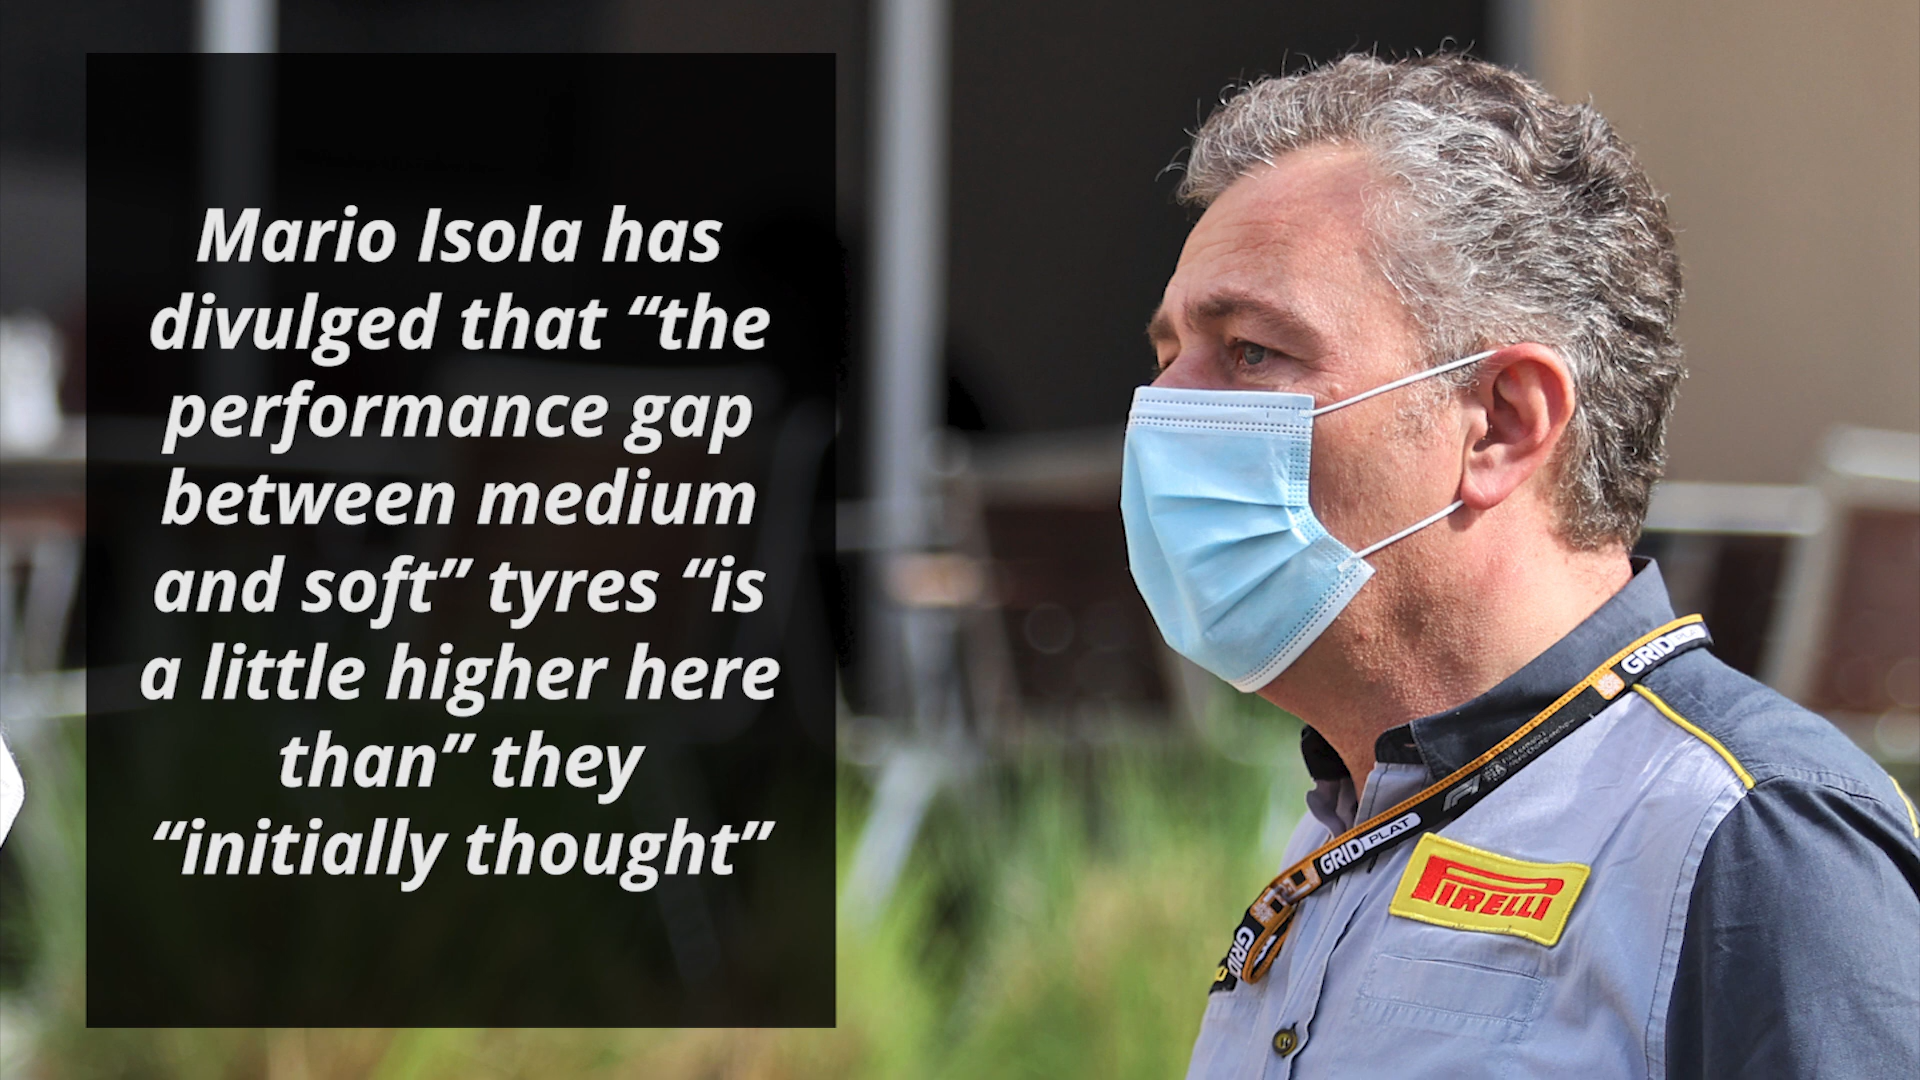 Mario Isola has
divulged that “the
performance gap
between medium
and soft” tyres “is
a little higher here
than” they
“initially thought”
GRID
GRID PLAT
PIRELLI
GRID